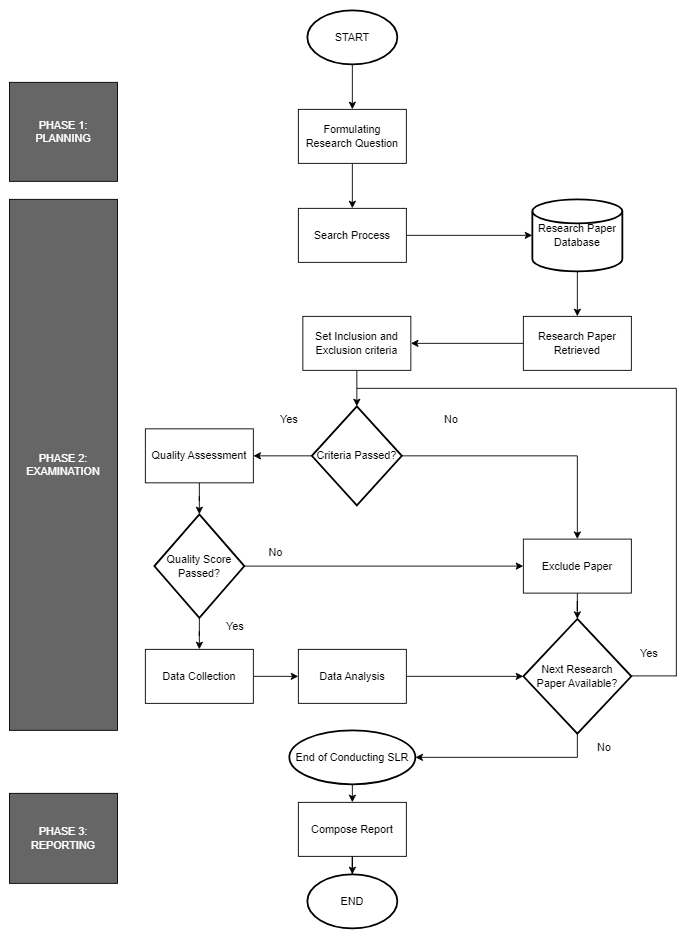 START
PHASE 1:
PLANNING
Formulating
Research Question
Search Process
Research Paper
Database
Set Inclusion and
Exclusion criteria
Research Paper
Retrieved
Yes
No
PHASE 2:
EXAMINATION
Quality Assessment
Criteria Passed?
Quality Score
Passed?
No
Exclude Paper
Yes
Data Collection
Data Analysis
Next Research
Paper Available?
Yes
No
End of Conducting SLR
PHASE 3:
REPORTING
Compose Report
END